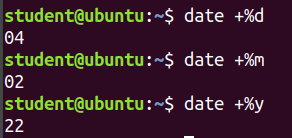 student@ubuntu:~$ date +%d
04
student@ubuntu:~$ date +%m
02
student@ubuntu:~$ date +%y
22